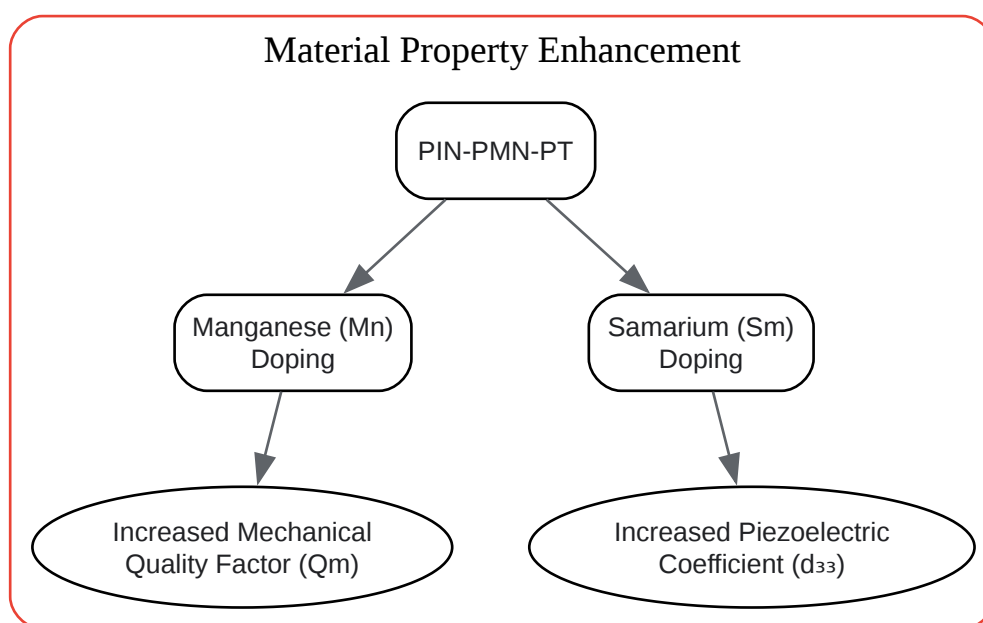 Material Property Enhancement
PIN-PMN-PT
Manganese (Mn)
Doping
Samarium (Sm)
Doping
Increased Mechanical
Quality Factor (Qm)
Increased Piezoelectric
Coefficient (d₃₃)